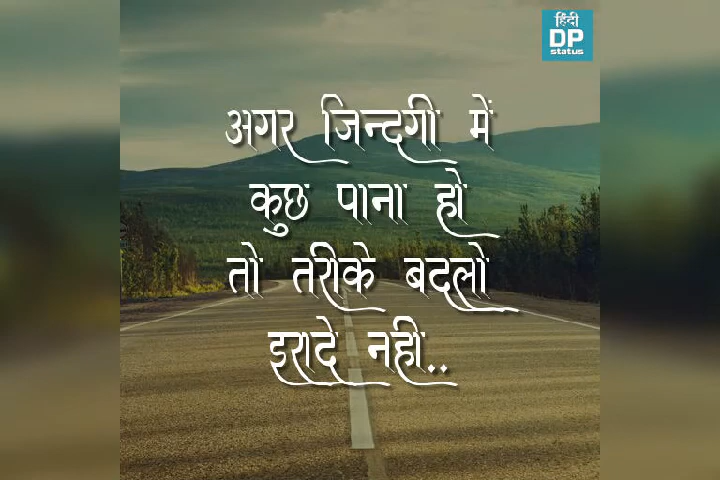 हिंदी
DP
status
अगर जिन्दगी में
कुछ पाना हो
तो तरीके बदलो
इरादे नही..